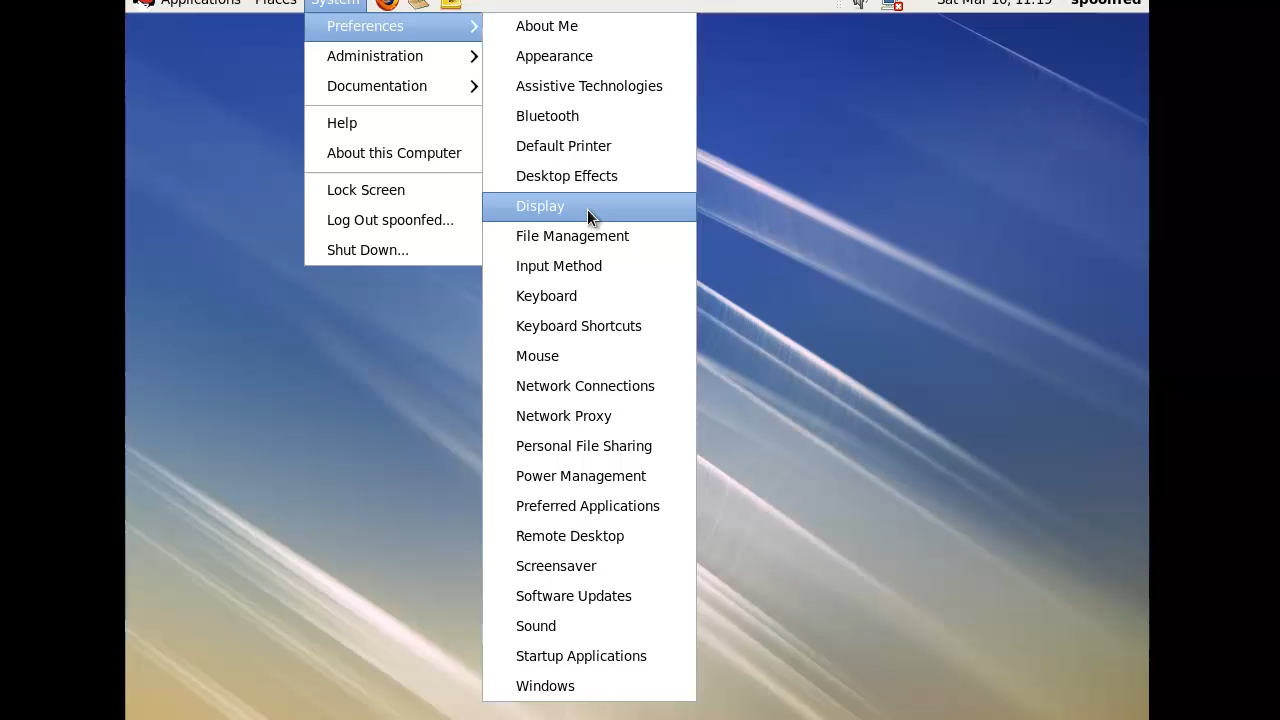 Applications Places System Sat Mar 10, 11:19 spoonfed
Preferences
Administration
Documentation
Help
About this Computer
Lock Screen
Log Out spoonfed...
Shut Down...
About Me
Appearance
Assistive Technologies
Bluetooth
Default Printer
Desktop Effects
Display
File Management
Input Method
Keyboard
Keyboard Shortcuts
Mouse
Network Connections
Network Proxy
Personal File Sharing
Power Management
Preferred Applications
Remote Desktop
Screensaver
Software Updates
Sound
Startup Applications
Windows